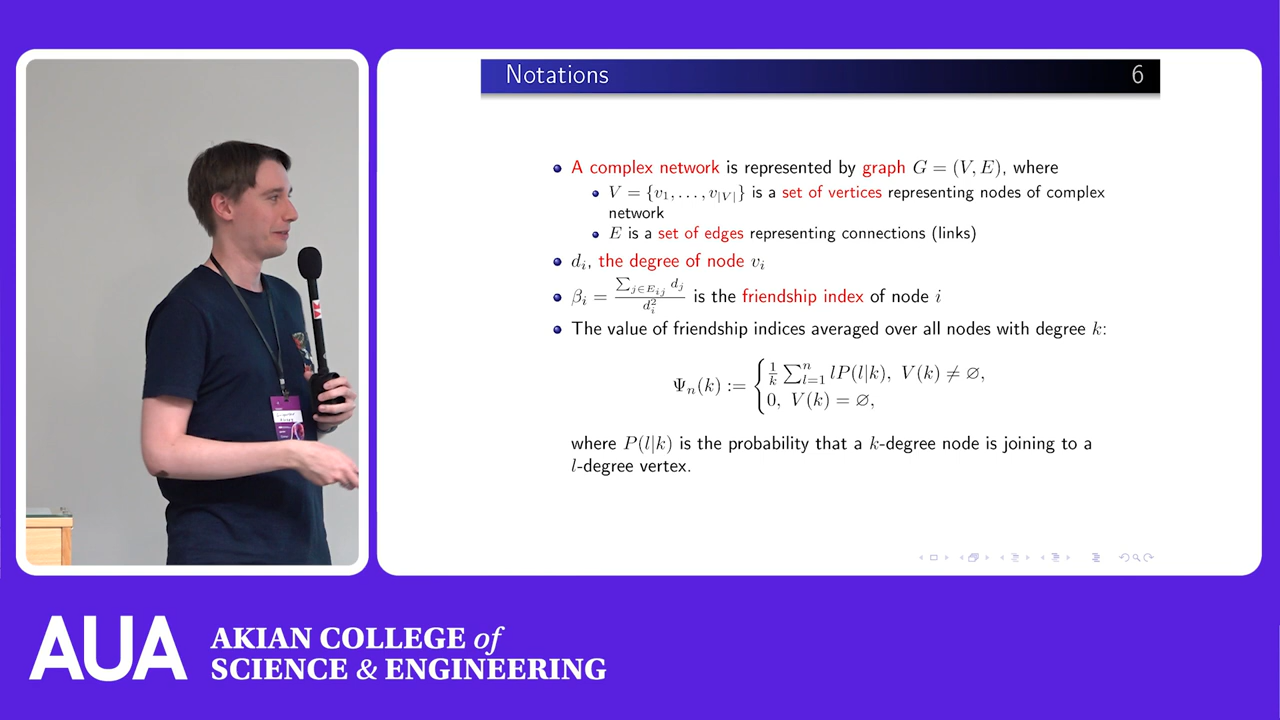 Notations 6
A complex network is represented by graph G = (V, E), where
V = {v_1, . . . , v_{|V|}} is a set of vertices representing nodes of complex
network
E is a set of edges representing connections (links)
d_i, the degree of node v_i
β_i = \frac{∑_{j∈E_{ij}} d_j}{d_i^2} is the friendship index of node i
The value of friendship indices averaged over all nodes with degree k:
Ψ_n(k) := { \frac{1}{k} ∑_{l=1}^{n} lP(l|k), V(k) ≠ ∅,
0, V(k) = ∅,
where P(l|k) is the probability that a k-degree node is joining to a
l-degree vertex.
AUA
AKIAN COLLEGE of
SCIENCE & ENGINEERING